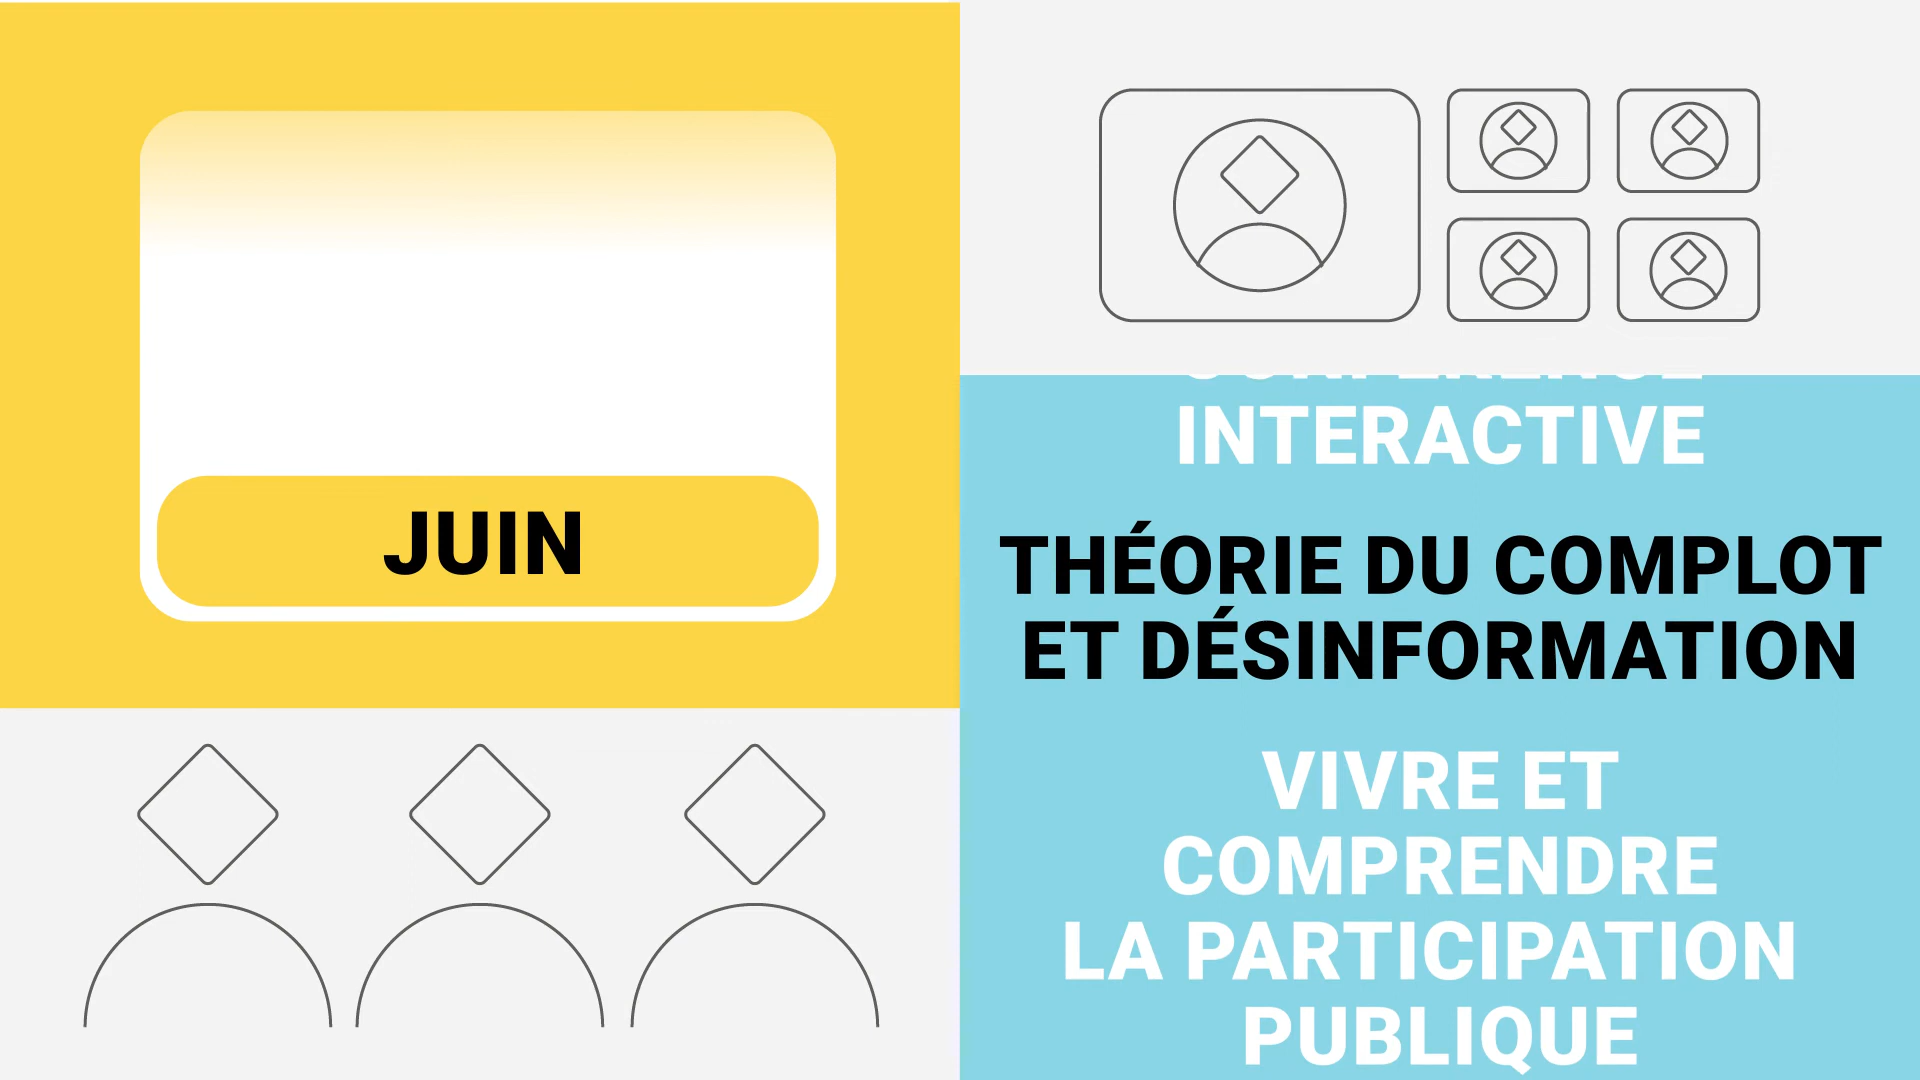 JUIN
INTERACTIVE
THÉORIE DU COMPLOT
ET DÉSINFORMATION
VIVRE ET
COMPRENDRE
LA PARTICIPATION
PUBLIQUE